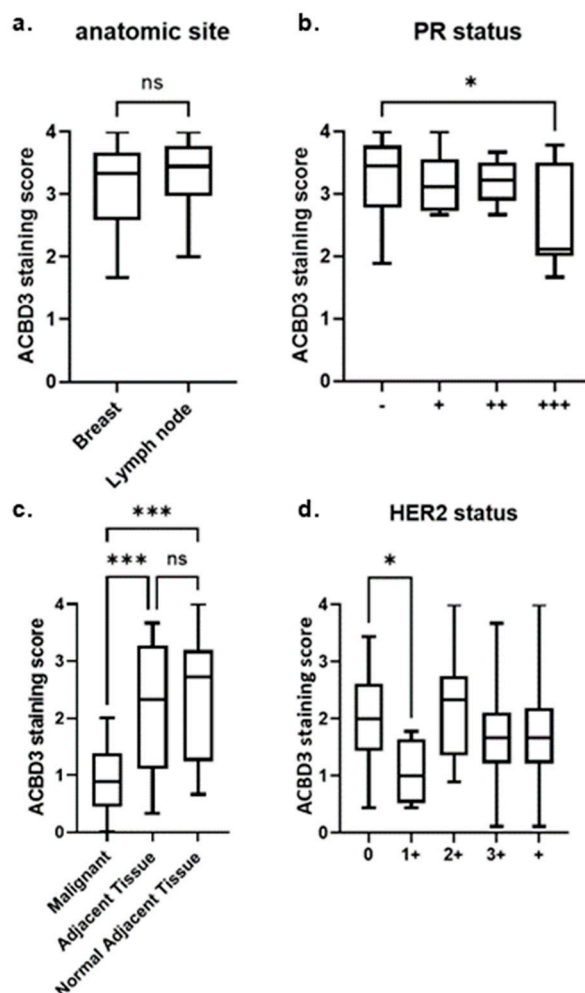 a. anatomic site
ns
ACBD3 staining score
4
3
2
1
0
Breast
Lymph node
b. PR status
*
ACBD3 staining score
4
3
2
1
0
- + ++ +++
c.
***
*** ns
ACBD3 staining score
4
3
2
1
0
Malignant
Adjacent Tissue
Normal Adjacent Tissue
d. HER2 status
*
ACBD3 staining score
4
3
2
1
0
0 1+ 2+ 3+ +